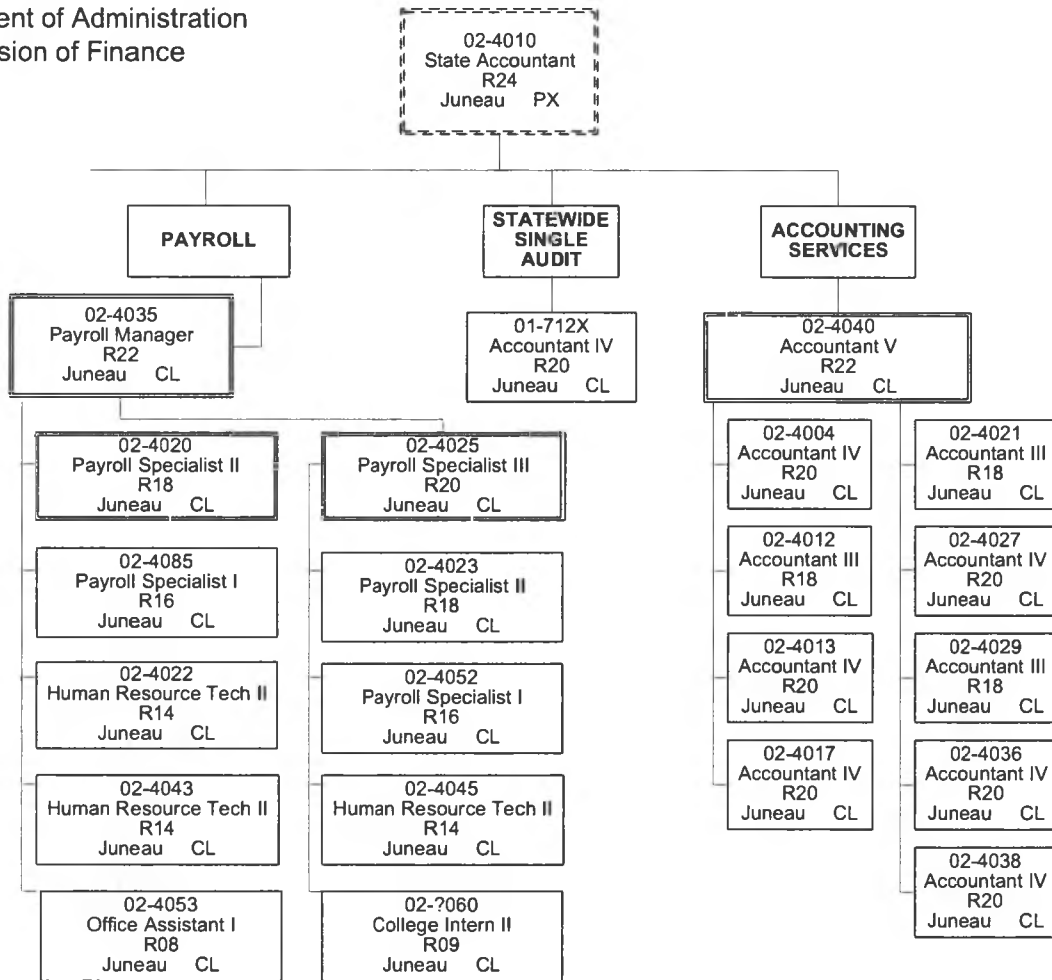 ent of Administration
sion of Finance
02-4010
State Accountant
R24
Juneau PX
PAYROLL
STATEWIDE
SINGLE
AUDIT
ACCOUNTING
SERVICES
02-4035
Payroll Manager
R22
Juneau CL
01-712X
Accountant IV
R20
Juneau CL
02-4040
Accountant V
R22
Juneau CL
02-4020
Payroll Specialist II
R18
Juneau CL
02-4085
Payroll Specialist I
R16
Juneau CL
02-4022
Human Resource Tech II
R14
Juneau CL
02-4043
Human Resource Tech II
R14
Juneau CL
02-4053
Office Assistant I
R08
Juneau CL
02-4025
Payroll Specialist III
R20
Juneau CL
02-4023
Payroll Specialist II
R18
Juneau CL
02-4052
Payroll Specialist I
R16
Juneau CL
02-4045
Human Resource Tech II
R14
Juneau CL
02-?060
College Intern II
R09
Juneau CL
02-4004
Accountant IV
R20
Juneau CL
02-4012
Accountant III
R18
Juneau CL
02-4013
Accountant IV
R20
Juneau CL
02-4017
Accountant IV
R20
Juneau CL
02-4021
Accountant III
R18
Juneau CL
02-4027
Accountant IV
R20
Juneau CL
02-4029
Accountant III
R18
Juneau CL
02-4036
Accountant IV
R20
Juneau CL
02-4038
Accountant IV
R20
Juneau CL